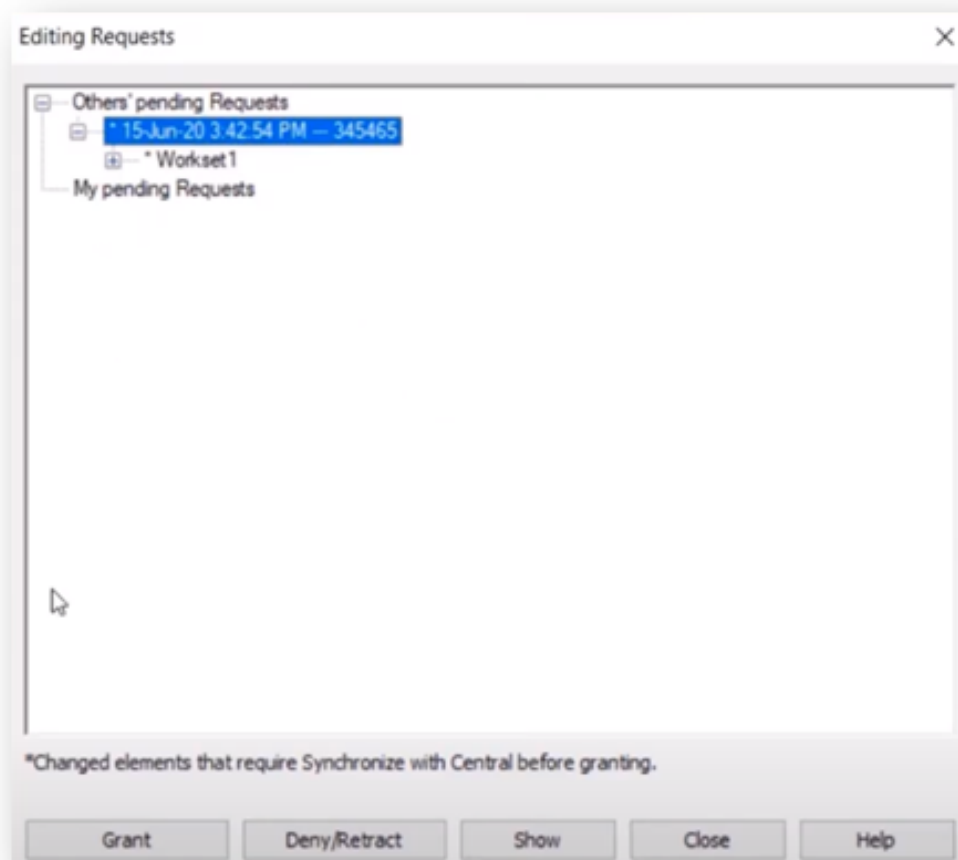 Editing Requests
Others' pending Requests
* 15-Jun-20 3:42:54 PM -- 345465
* Workset1
My pending Requests
*Changed elements that require Synchronize with Central before granting.
Grant Deny/Retract Show Close Help